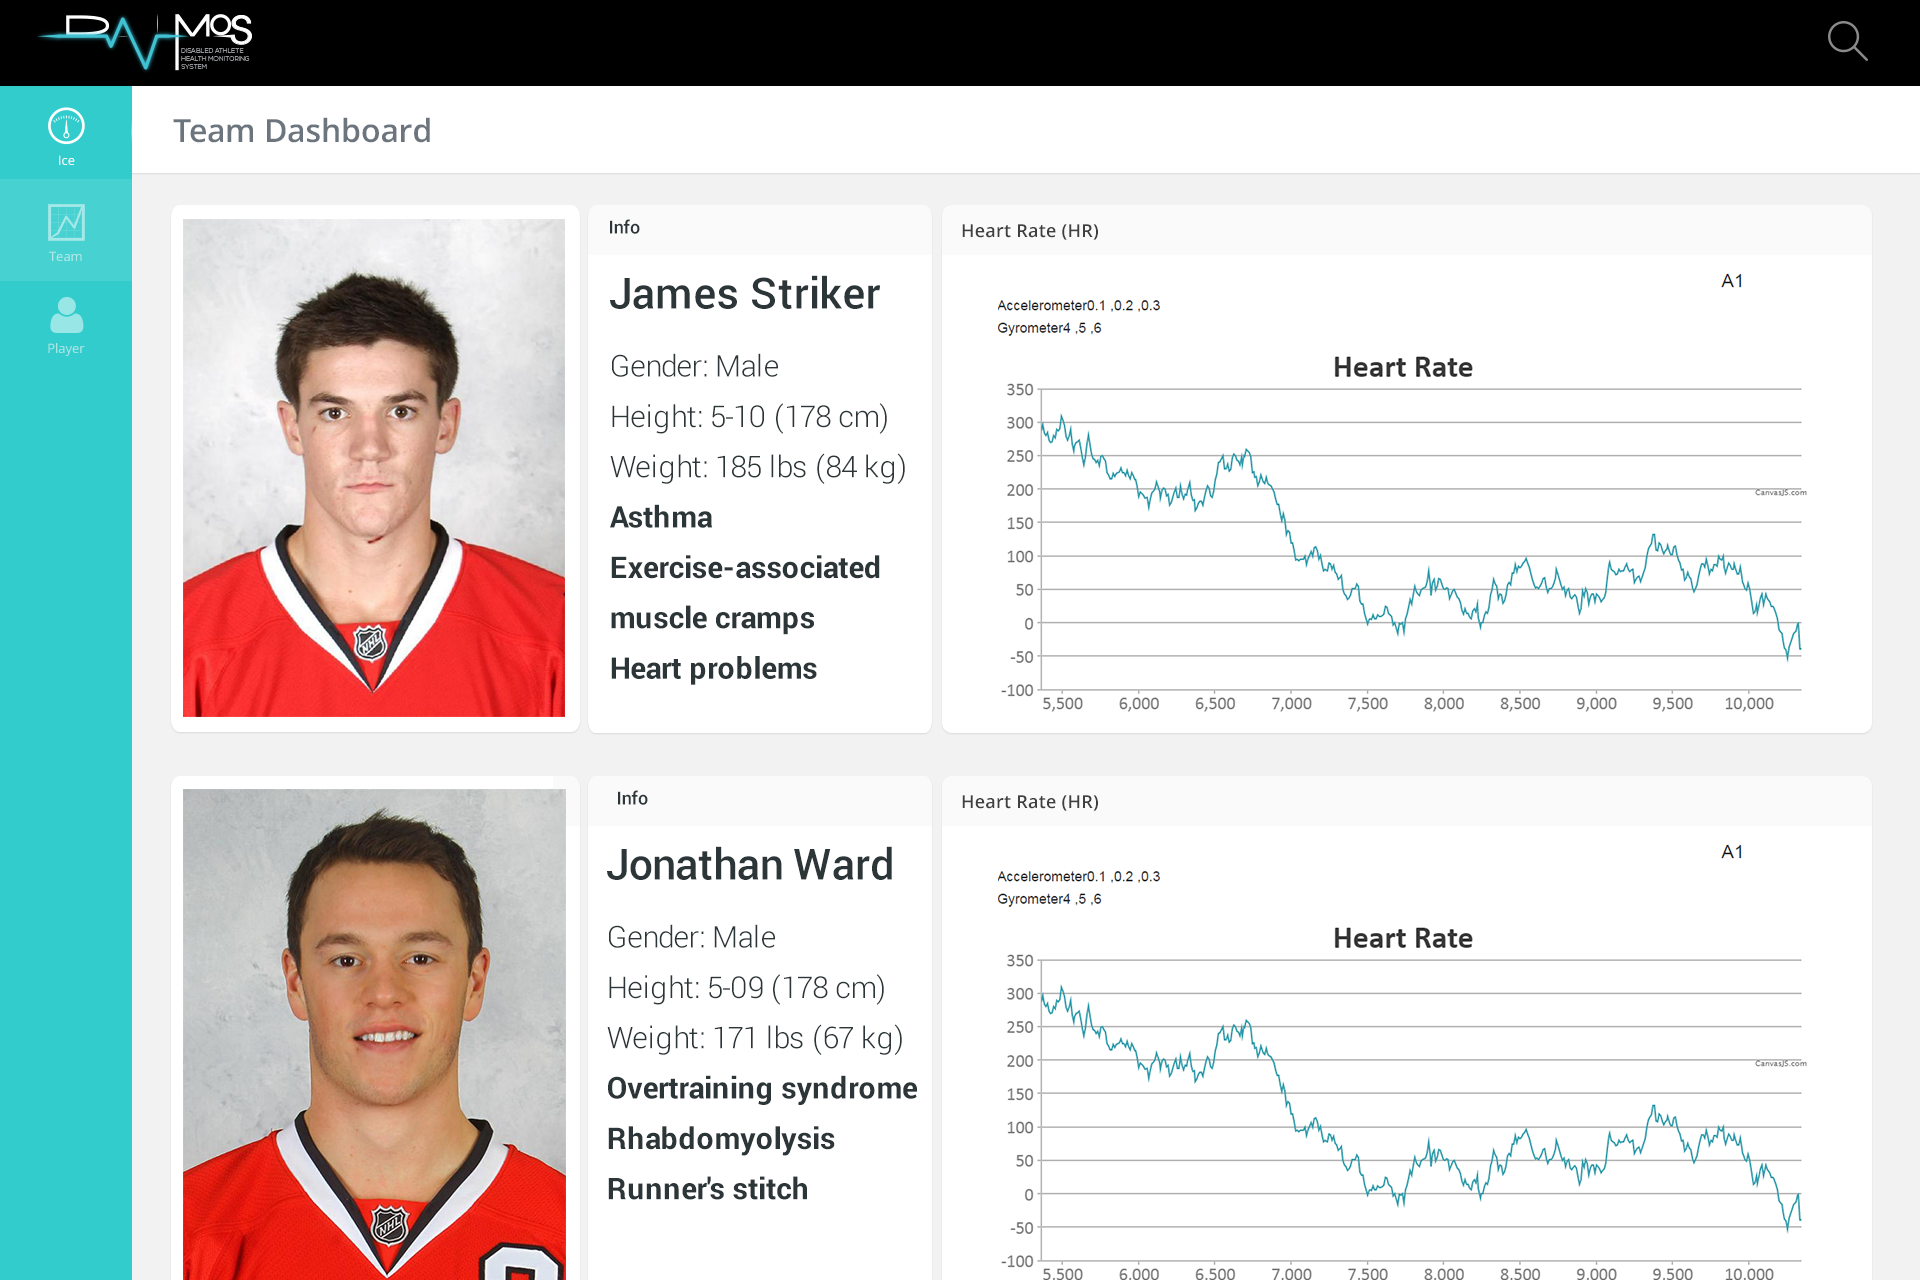 DAhMOS
DISABLED ATHLETE
HEALTH MONITORING
SYSTEM
Ice
Team
Player
Team Dashboard
Info
James Striker
Gender: Male
Height: 5-10 (178 cm)
Weight: 185 lbs (84 kg)
Asthma
Exercise-associated
muscle cramps
Heart problems
NHL
Heart Rate (HR)
A1
Accelerometer0.1 ,0.2 ,0.3
Gyrometer4 ,5 ,6
Heart Rate
350
300
250
200
150
100
50
0
-50
-100
CanvasJS.com
5,500 6,000 6,500 7,000 7,500 8,000 8,500 9,000 9,500 10,000
Info
Jonathan Ward
Gender: Male
Height: 5-09 (178 cm)
Weight: 171 lbs (67 kg)
Overtraining syndrome
Rhabdomyolysis
Runner's stitch
NHL
Heart Rate (HR)
A1
Accelerometer0.1 ,0.2 ,0.3
Gyrometer4 ,5 ,6
Heart Rate
350
300
250
200
150
100
50
0
-50
-100
CanvasJS.com
5,500 6,000 6,500 7,000 7,500 8,000 8,500 9,000 9,500 10,000